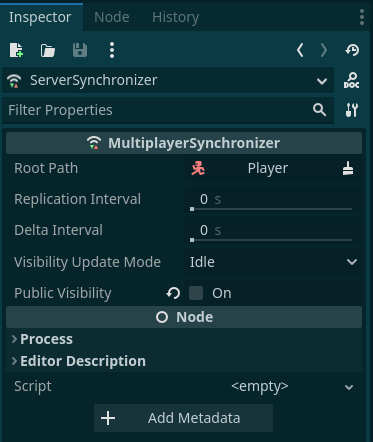 Inspector Node History
ServerSynchronizer
DOC
Filter Properties
MultiplayerSynchronizer
Root Path Player
Replication Interval 0 s
Delta Interval 0 s
Visibility Update Mode Idle
Public Visibility On
Node
Process
Editor Description
Script <empty>
Add Metadata